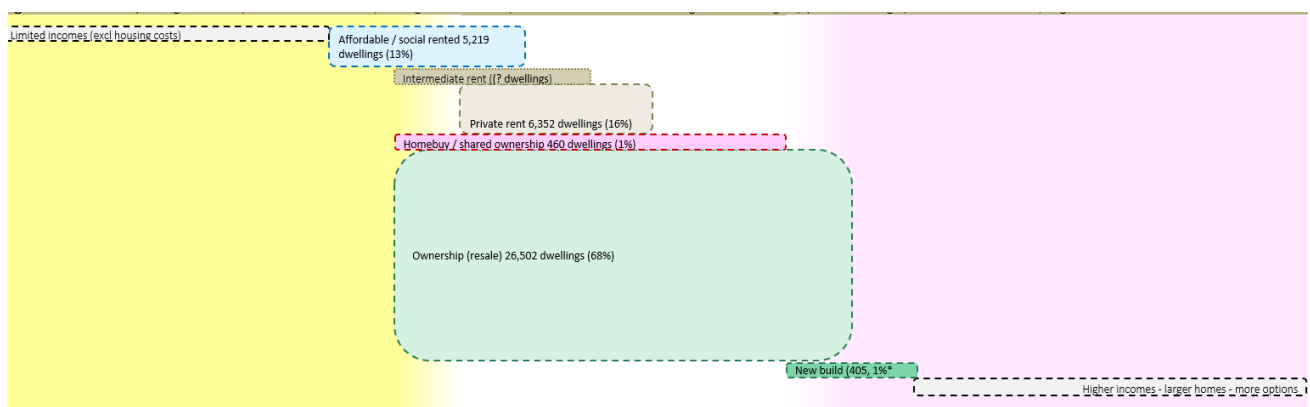 Limited incomes (excl housing costs)
Affordable / social rented 5,219
dwellings (13%)
Intermediate rent ((? dwellings)
Private rent 6,352 dwellings (16%)
Homebuy / shared ownership 460 dwellings (1%)
Ownership (resale) 26,502 dwellings (68%)
New build (405, 1%*
Higher incomes - larger homes - more options